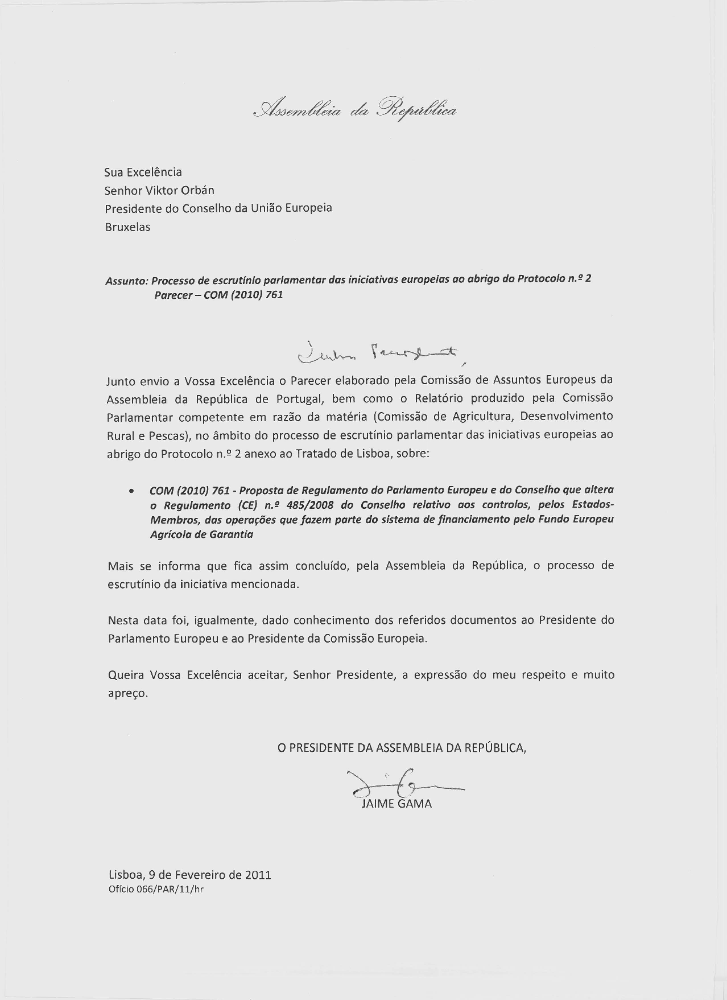 Assembleia da República
Sua Excelência
Senhor Viktor Orbán
Presidente do Conselho da União Europeia
Bruxelas
Assunto: Processo de escrutínio parlamentar das iniciativas europeias ao abrigo do Protocolo n.º 2
Parecer – COM (2010) 761
Senhor Presidente,
Junto envio a Vossa Excelência o Parecer elaborado pela Comissão de Assuntos Europeus da
Assembleia da República de Portugal, bem como o Relatório produzido pela Comissão
Parlamentar competente em razão da matéria (Comissão de Agricultura, Desenvolvimento
Rural e Pescas), no âmbito do processo de escrutínio parlamentar das iniciativas europeias ao
abrigo do Protocolo n.º 2 anexo ao Tratado de Lisboa, sobre:
• COM (2010) 761 - Proposta de Regulamento do Parlamento Europeu e do Conselho que altera
o Regulamento (CE) n.º 485/2008 do Conselho relativo aos controlos, pelos Estados-
Membros, das operações que fazem parte do sistema de financiamento pelo Fundo Europeu
Agrícola de Garantia
Mais se informa que fica assim concluído, pela Assembleia da República, o processo de
escrutínio da iniciativa mencionada.
Nesta data foi, igualmente, dado conhecimento dos referidos documentos ao Presidente do
Parlamento Europeu e ao Presidente da Comissão Europeia.
Queira Vossa Excelência aceitar, Senhor Presidente, a expressão do meu respeito e muito
apreço.
O PRESIDENTE DA ASSEMBLEIA DA REPÚBLICA,
JAIME GAMA
Lisboa, 9 de Fevereiro de 2011
Ofício 066/PAR/11/hr